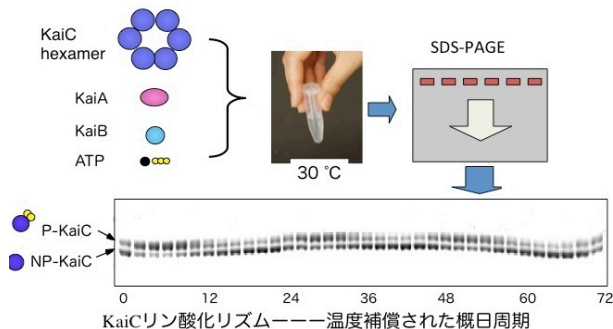 KaiC
hexamer
KaiA
KaiB
ATP
30 ℃
SDS-PAGE
P-KaiC
NP-KaiC
0 12 24 36 48 60 72
KaiCリン酸化リズムーーー温度補償された概日周期